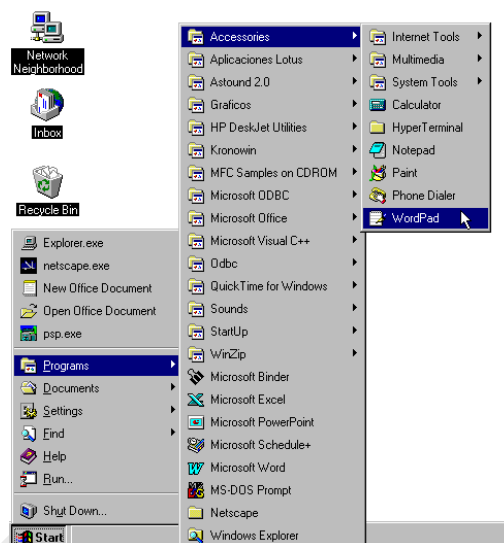 Network
Neighborhood
Inbox
Recycle Bin
Explorer.exe
netscape.exe
New Office Document
Open Office Document
psp.exe
Programs
Documents
Settings
Find
Help
Run...
Shut Down...
Start
Accessories
Aplicaciones Lotus
Astound 2.0
Graficos
HP DeskJet Utilities
Kronowin
MFC Samples on CDROM
Microsoft ODBC
Microsoft Office
Microsoft Visual C++
Odbc
QuickTime for Windows
Sounds
StartUp
WinZip
Microsoft Binder
Microsoft Excel
Microsoft PowerPoint
Microsoft Schedule+
Microsoft Word
MS-DOS Prompt
Netscape
Windows Explorer
Internet Tools
Multimedia
System Tools
Calculator
HyperTerminal
Notepad
Paint
Phone Dialer
WordPad